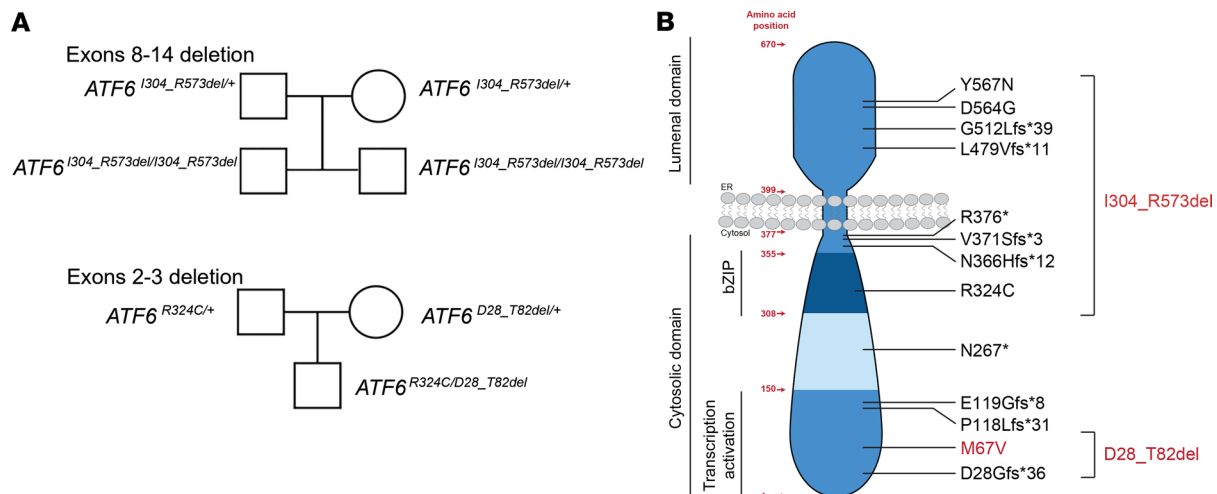 A
Exons 8-14 deletion
ATF6 I304_R573del/+
ATF6 I304_R573del/+
ATF6 I304_R573del/I304_R573del
ATF6 I304_R573del/I304_R573del
Exons 2-3 deletion
ATF6 R324C/+
ATF6 D28_T82del/+
ATF6 R324C/D28_T82del
B
Amino acid
position
670
Lumenal domain
Y567N
D564G
G512Lfs*39
L479Vfs*11
399
ER
Cytosol
377
355
I304_R573del
R376*
V371Sfs*3
N366Hfs*12
bZIP
R324C
308
Cytosolic domain
N267*
150
Transcription
activation
E119Gfs*8
P118Lfs*31
M67V
D28_T82del
D28Gfs*36